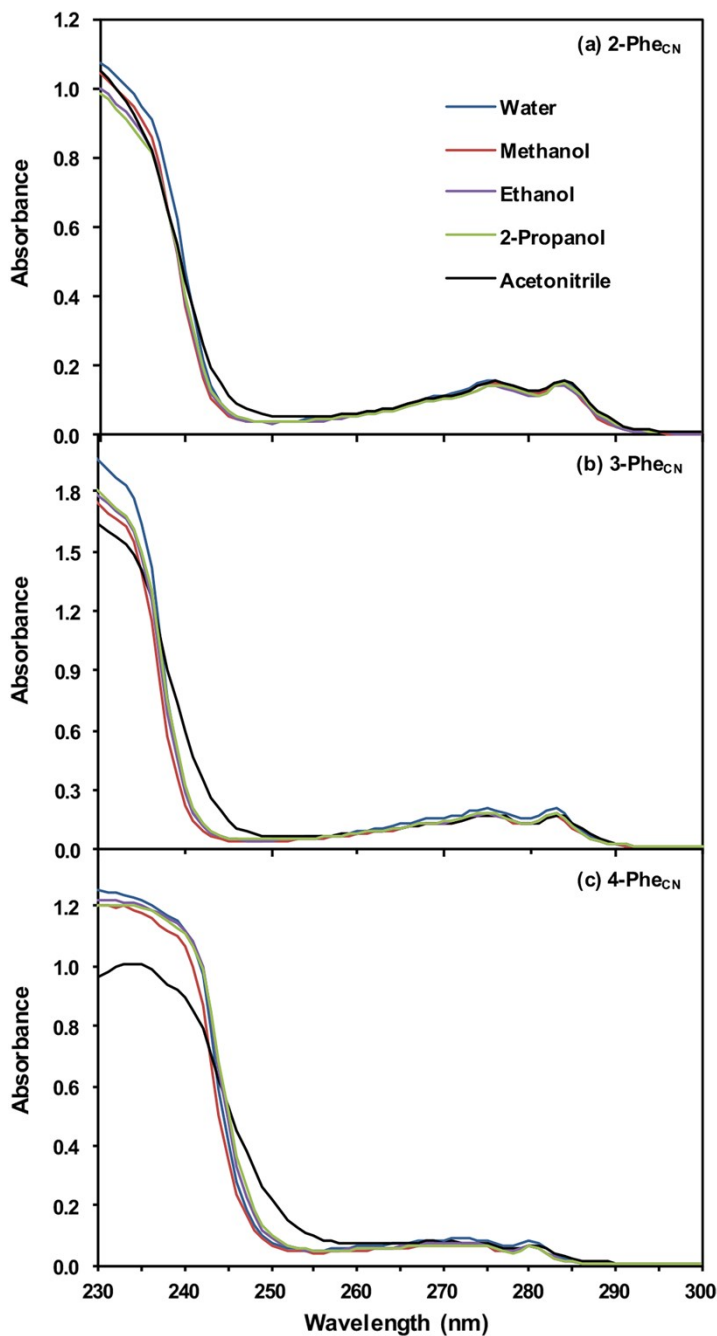 1.2
(a) 2-PheCN
1.0
Water
Methanol
0.8
Ethanol
Absorbance
0.6
2-Propanol
0.4
Acetonitrile
0.2
0.0
(b) 3-PheCN
1.8
1.5
1.2
Absorbance
0.9
0.6
0.3
0.0
(c) 4-PheCN
1.2
1.0
0.8
Absorbance
0.6
0.4
0.2
0.0
230 240 250 260 270 280 290 300
Wavelength (nm)